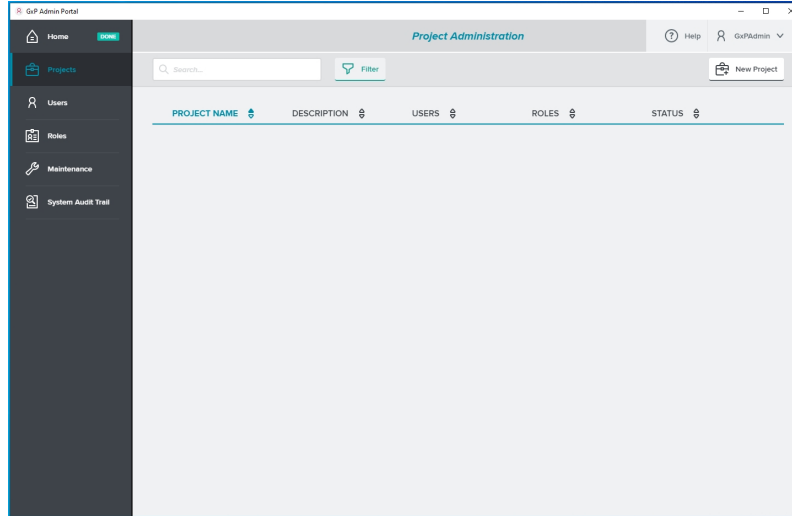 GxP Admin Portal
Home DONE
Project Administration
Help GxPAdmin
Projects
Search...
Filter
New Project
Users
Roles
Maintenance
System Audit Trail
PROJECT NAME DESCRIPTION USERS ROLES STATUS